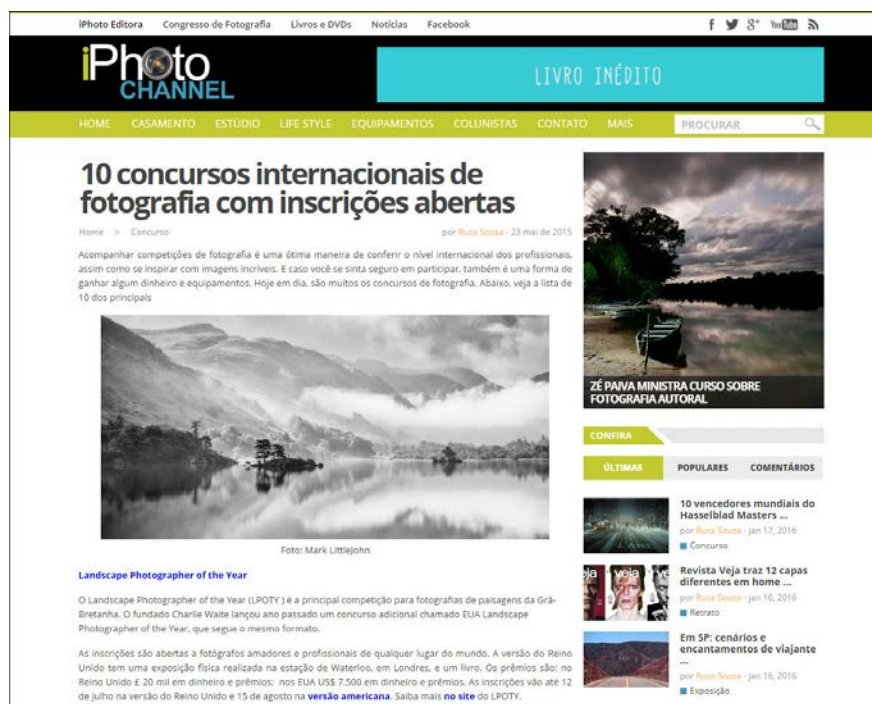 iPhoto Editora Congresso de Fotografia Livros e DVDs Notícias Facebook
f 8+ You Tube
iPhoto
CHANNEL
LIVRO INÉDITO
HOME CASAMENTO ESTÚDIO LIFE STYLE EQUIPAMENTOS COLUNISTAS CONTATO MAIS PROCURAR
10 concursos internacionais de
fotografia com inscrições abertas
Home > Concurso por Ruca Souza - 23 mai de 2015
Acompanhar competições de fotografia é uma ótima maneira de conferir o nível internacional dos profissionais,
assim como se inspirar com imagens incríveis. E caso você se sinta seguro em participar, também é uma forma de
ganhar algum dinheiro e equipamentos. Hoje em dia, são muitos os concursos de fotografia. Abaixo, veja a lista de
10 dos principais
Foto: Mark LittleJohn
Landscape Photographer of the Year
O Landscape Photographer of the Year (LPOTY ) é a principal competição para fotografias de paisagens da Grã-
Bretanha. O fundado Charlie Waite lançou ano passado um concurso adicional chamado EUA Landscape
Photographer of the Year, que segue o mesmo formato.
As inscrições são abertas a fotógrafos amadores e profissionais de qualquer lugar do mundo. A versão do Reino
Unido tem uma exposição física realizada na estação de Waterloo, em Londres, e um livro. Os prêmios são: no
Reino Unido £ 20 mil em dinheiro e prêmios; nos EUA US$ 7.500 em dinheiro e prêmios. As inscrições vão até 12
de julho na versão do Reino Unido e 15 de agosto na versão americana. Saiba mais no site do LPOTY.
ZÉ PAIVA MINISTRA CURSO SOBRE
FOTOGRAFIA AUTORAL
CONFIRA
ÚLTIMAS POPULARES COMENTÁRIOS
10 vencedores mundiais do
Hasselblad Masters ...
por Ruca Souza - jan 17, 2016
Concurso
Revista Veja traz 12 capas
diferentes em home ...
por Ruca Souza - jan 16, 2016
Retrato
Em SP: cenários e
encantamentos de viajante
...
por Ruca Souza - jan 16, 2016
Exposição